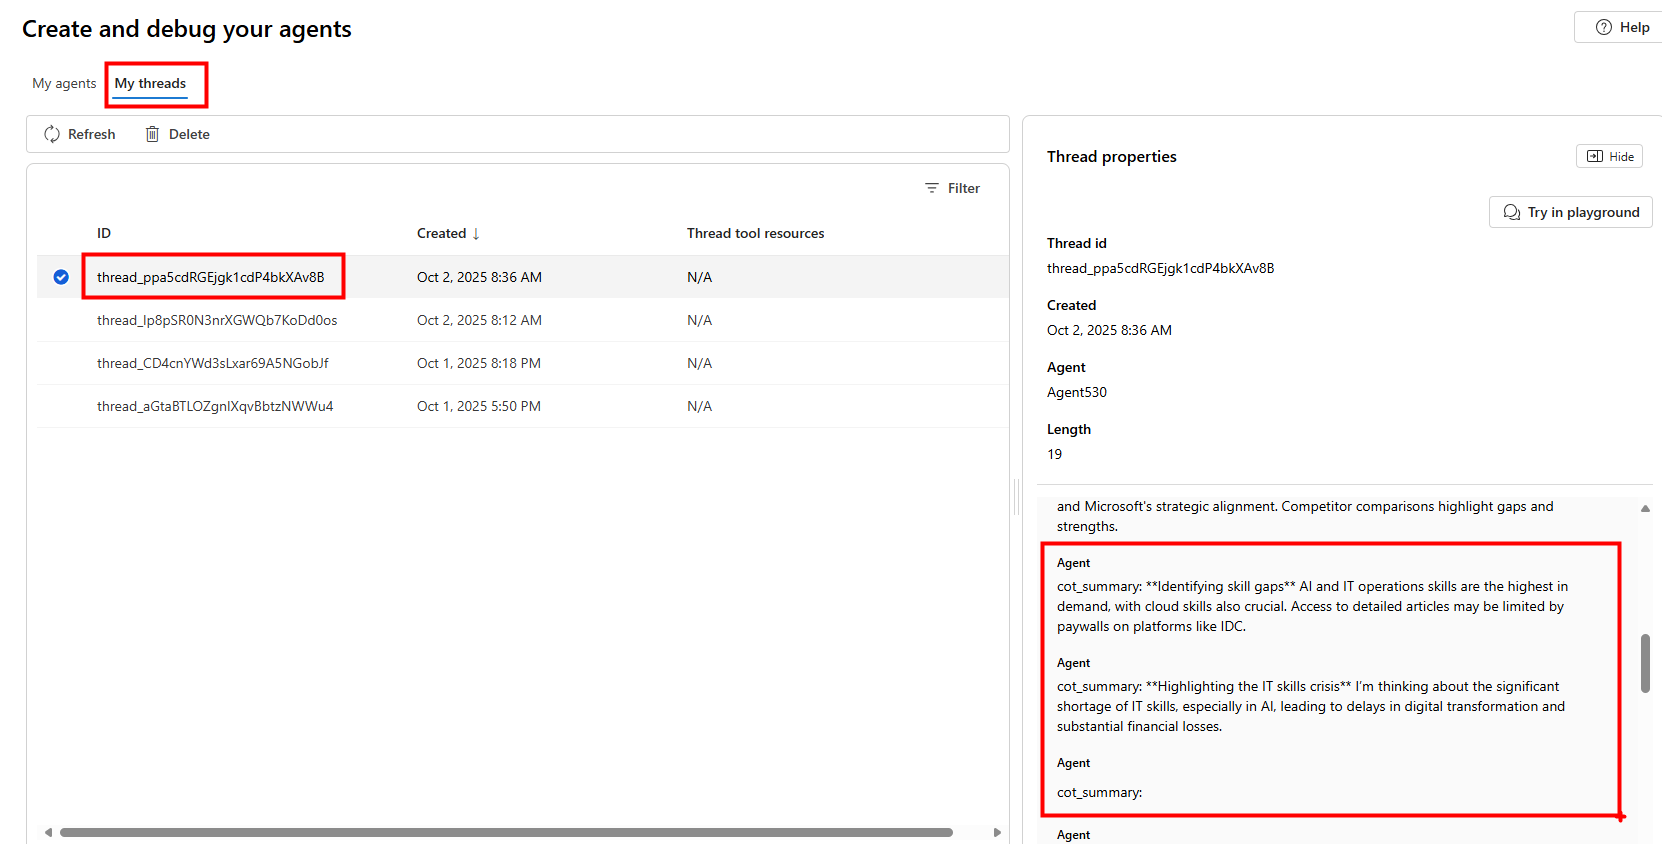 Create and debug your agents
Help
My agents
My threads
Refresh
Delete
Filter
ID
Created ↓
Thread tool resources
thread_ppa5cdRGEjgk1cdP4bkXAv8B
Oct 2, 2025 8:36 AM
N/A
thread_lp8pSR0N3nrXGWQb7KoDd0os
Oct 2, 2025 8:12 AM
N/A
thread_CD4cnYWd3sLxar69A5NGobJf
Oct 1, 2025 8:18 PM
N/A
thread_aGtaBTLOZgnlXqvBbtzNWWu4
Oct 1, 2025 5:50 PM
N/A
Thread properties
Hide
Try in playground
Thread id
thread_ppa5cdRGEjgk1cdP4bkXAv8B
Created
Oct 2, 2025 8:36 AM
Agent
Agent530
Length
19
and Microsoft's strategic alignment. Competitor comparisons highlight gaps and
strengths.
Agent
cot_summary: **Identifying skill gaps** AI and IT operations skills are the highest in
demand, with cloud skills also crucial. Access to detailed articles may be limited by
paywalls on platforms like IDC.
Agent
cot_summary: **Highlighting the IT skills crisis** I'm thinking about the significant
shortage of IT skills, especially in AI, leading to delays in digital transformation and
substantial financial losses.
Agent
cot_summary:
Agent